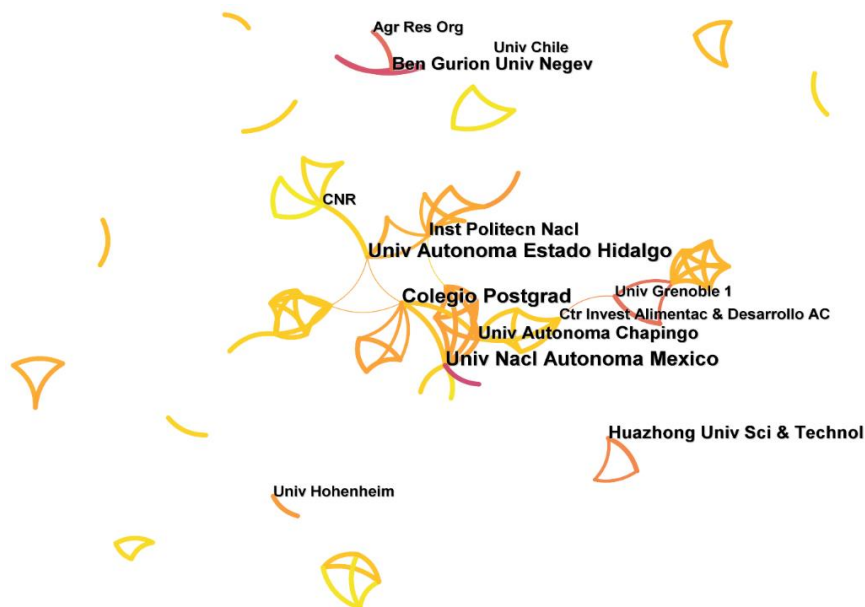 Agr Res Org
Univ Chile
Ben Gurion Univ Negev
CNR
Inst Politecn Nacl
Univ Autonoma Estado Hidalgo
Univ Grenoble 1
Colegio Postgrad
Ctr Invest Alimentac & Desarrollo AC
Univ Autonoma Chapingo
Univ Nacl Autonoma Mexico
Huazhong Univ Sci & Technol
Univ Hohenheim